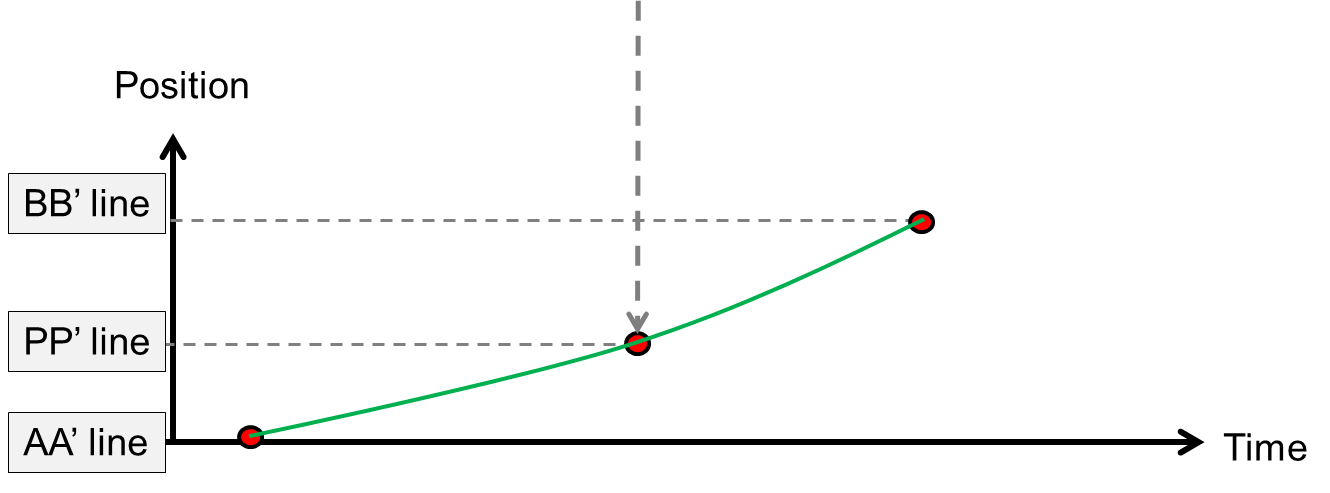 Position
BB’ line
PP’ line
AA’ line
Time